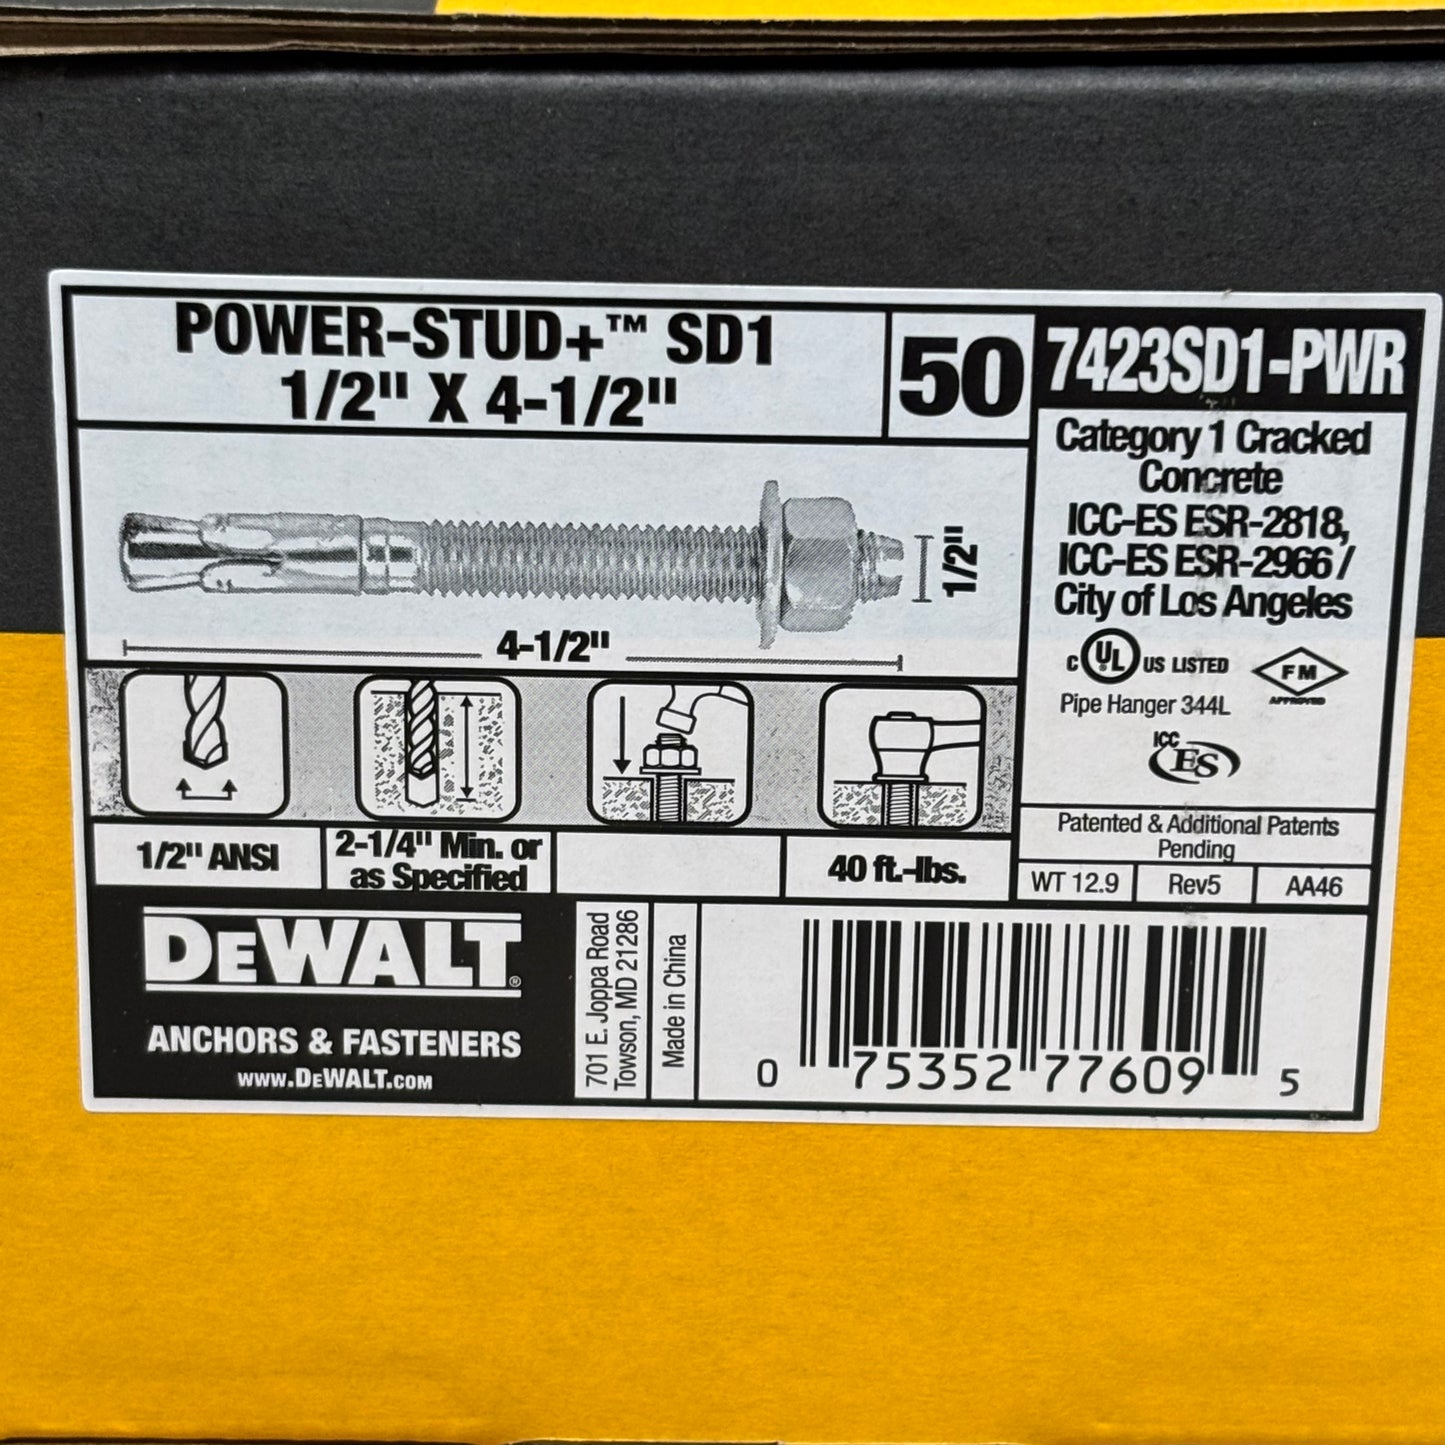 POWER-STUD+™ SD1
1/2" X 4-1/2"
50
7423SD1-PWR
Category 1 Cracked
Concrete
ICC-ES ESR-2818,
ICC-ES ESR-2966 /
City of Los Angeles
C UL US LISTED
FM
APPROVED
Pipe Hanger 344L
ICC
ES
1/2"
4-1/2"
1/2" ANSI
2-1/4" Min. or
as Specified
40 ft.-lbs.
Patented & Additional Patents
Pending
WT 12.9
Rev5
AA46
DEWALT®
ANCHORS & FASTENERS
WWW.DEWALT.COM
701 E. Joppa Road
Towson, MD 21286
Made in China
0 75352 77609 5